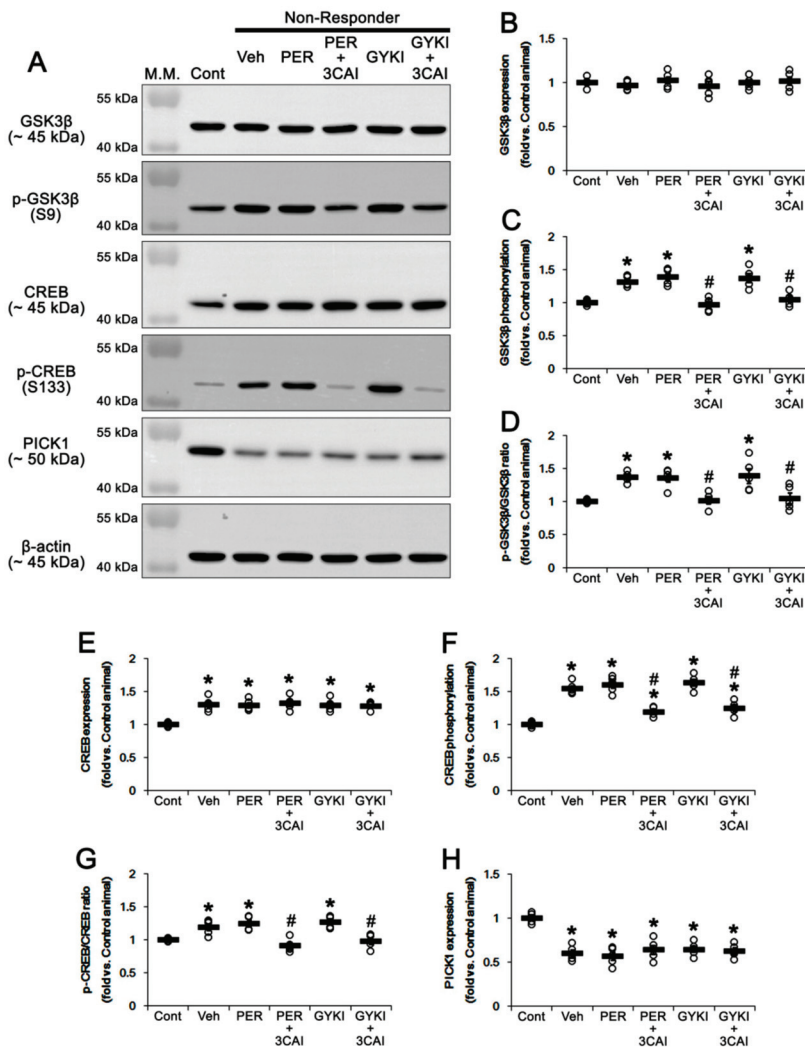 Non-Responder
A
M.M.
Cont
Veh
PER
PER
+
3CAI
GYKI
GYKI
+
3CAI
GSK3β
(~ 45 kDa)
55 kDa
40 kDa
p-GSK3β
(S9)
55 kDa
40 kDa
CREB
(~ 45 kDa)
55 kDa
40 kDa
p-CREB
(S133)
55 kDa
40 kDa
PICK1
(~ 50 kDa)
55 kDa
40 kDa
β-actin
(~ 45 kDa)
55 kDa
40 kDa
B
GSK3β expression
(fold vs. Control animal)
1.5
1
0.5
0
Cont Veh PER PER GYKI GYKI
+ +
3CAI 3CAI
C
GSK3β phosphorylation
(fold vs. Control animal)
2
1.5
1
0.5
0
* * # * #
Cont Veh PER PER GYKI GYKI
+ +
3CAI 3CAI
D
p-GSK3β/GSK3β ratio
(fold vs. Control animal)
2
1.5
1
0.5
0
* * # * #
Cont Veh PER PER GYKI GYKI
+ +
3CAI 3CAI
E
CREB expression
(fold vs. Control animal)
2
1.5
1
0.5
0
* * * * *
Cont Veh PER PER GYKI GYKI
+ +
3CAI 3CAI
F
CREB phosphorylation
(fold vs. Control animal)
2
1.5
1
0.5
0
* * # * #
* *
Cont Veh PER PER GYKI GYKI
+ +
3CAI 3CAI
G
p-CREB/CREB ratio
(fold vs. Control animal)
2
1.5
1
0.5
0
* * # * #
Cont Veh PER PER GYKI GYKI
+ +
3CAI 3CAI
H
PICK1 expression
(fold vs. Control animal)
1.5
1
0.5
0
* * * * *
Cont Veh PER PER GYKI GYKI
+ +
3CAI 3CAI